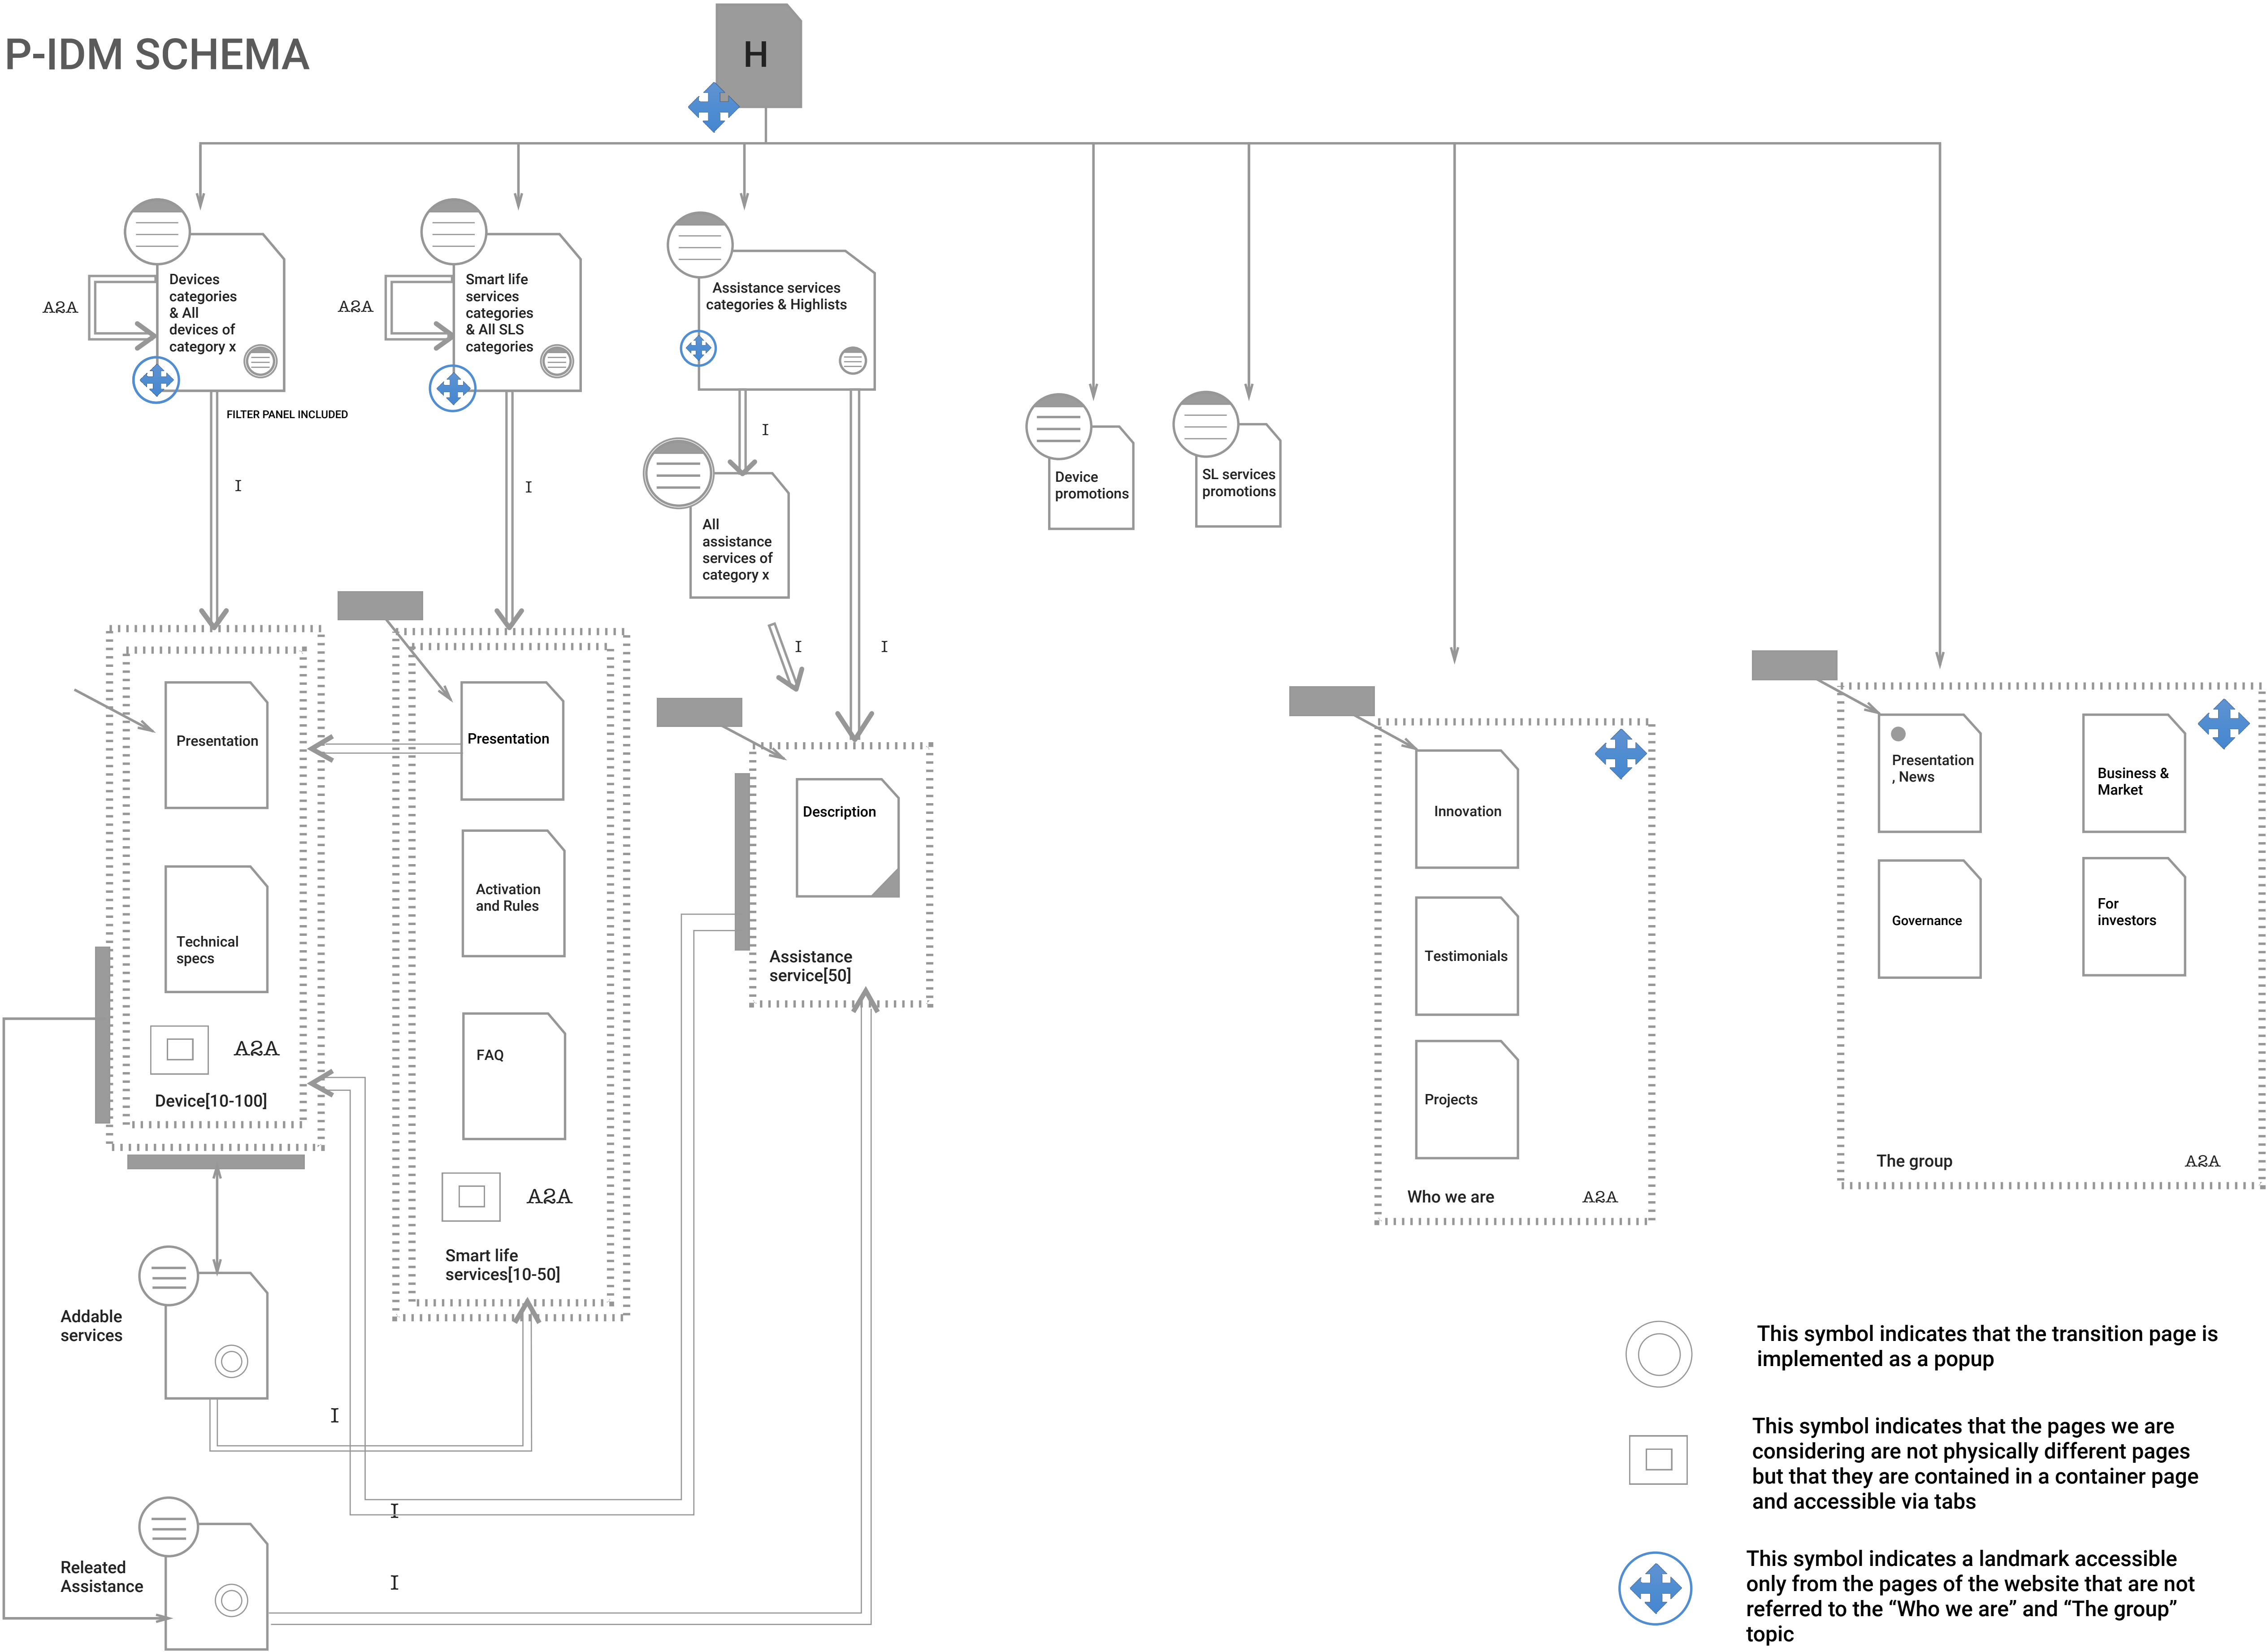 P-IDM SCHEMA
H
A2A
Devices
categories
& All
devices of
category x
FILTER PANEL INCLUDED
A2A
Smart life
services
categories
& All SLS
categories
Assistance services
categories & Highlists
I
I
I
All
assistance
services of
category x
I
I
Device
promotions
SL services
promotions
Presentation
Technical
specs
A2A
Device[10-100]
Presentation
Activation
and Rules
FAQ
A2A
Smart life
services[10-50]
Description
Assistance
service[50]
Innovation
Testimonials
Projects
Who we are
A2A
Presentation
, News
Business &
Market
Governance
For
investors
The group
A2A
Addable
services
I
I
Releated
Assistance
I
This symbol indicates that the transition page is
implemented as a popup
This symbol indicates that the pages we are
considering are not physically different pages
but that they are contained in a container page
and accessible via tabs
This symbol indicates a landmark accessible
only from the pages of the website that are not
referred to the “Who we are” and “The group”
topic